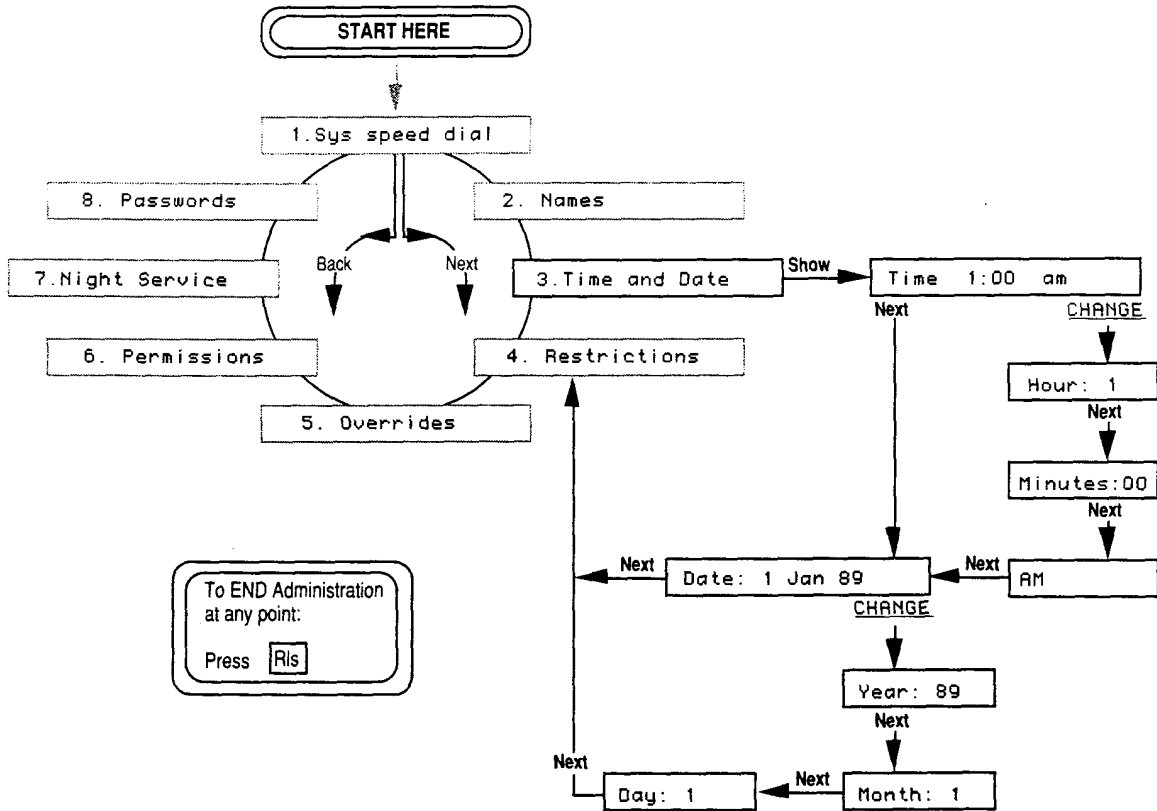 START HERE
1.Sys speed dial
8. Passwords
2. Names
Back
Next
7.Night Service
3.Time and Date
Show
Time 1:00 am
Next
CHANGE
6. Permissions
4. Restrictions
Hour: 1
Next
5. Overrides
Minutes:00
Next
To END Administration
at any point:
Press Rls
Next
Date: 1 Jan 89
Next
AM
CHANGE
Year: 89
Next
Next
Day: 1
Next
Month: 1